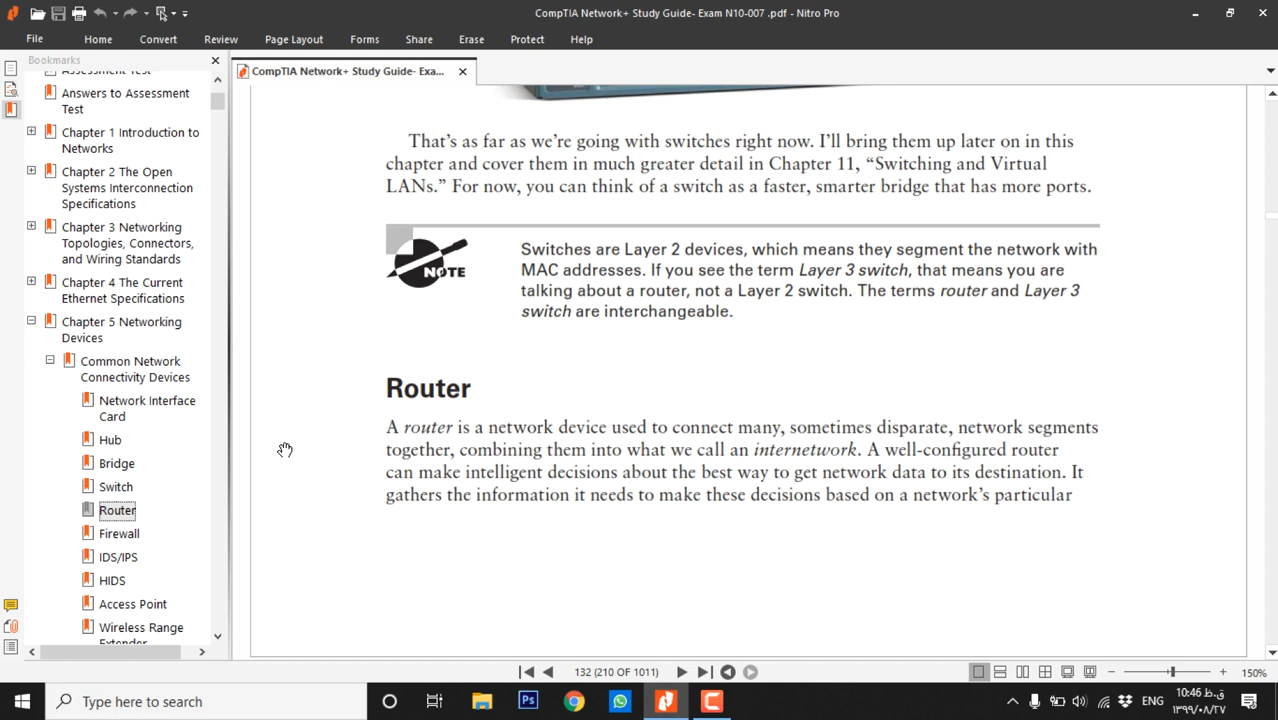 CompTIA Network+ Study Guide- Exam N10-007 .pdf - Nitro Pro
File Home Convert Review Page Layout Forms Share Erase Protect Help
Bookmarks
Assessment Test
Answers to Assessment
Test
Chapter 1 Introduction to
Networks
Chapter 2 The Open
Systems Interconnection
Specifications
Chapter 3 Networking
Topologies, Connectors,
and Wiring Standards
Chapter 4 The Current
Ethernet Specifications
Chapter 5 Networking
Devices
Common Network
Connectivity Devices
Network Interface
Card
Hub
Bridge
Switch
Router
Firewall
IDS/IPS
HIDS
Access Point
Wireless Range
Extender
CompTIA Network+ Study Guide- Exa...
That's as far as we're going with switches right now. I'll bring them up later on in this
chapter and cover them in much greater detail in Chapter 11, “Switching and Virtual
LANs.” For now, you can think of a switch as a faster, smarter bridge that has more ports.
NOTE
Switches are Layer 2 devices, which means they segment the network with
MAC addresses. If you see the term Layer 3 switch, that means you are
talking about a router, not a Layer 2 switch. The terms router and Layer 3
switch are interchangeable.
Router
A router is a network device used to connect many, sometimes disparate, network segments
together, combining them into what we call an internetwork. A well-configured router
can make intelligent decisions about the best way to get network data to its destination. It
gathers the information it needs to make these decisions based on a network's particular
132 (210 OF 1011)
150%
Type here to search
Ps
ENG
10:46 ق.ظ
۱۳۹۹/۰۸/۲۷